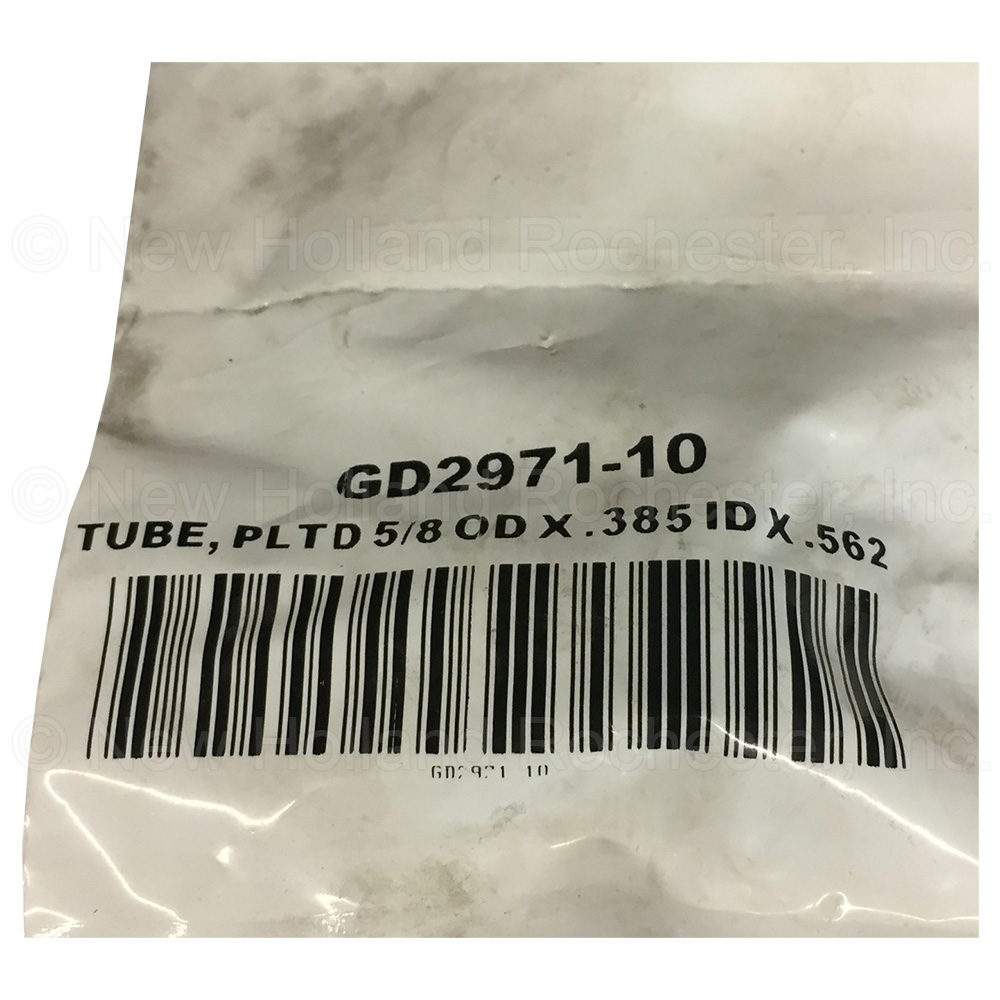 © New Holland Rochester, Inc.
GD2971-10
© New Holland Rochester, Inc.
TUBE, PLTD 5/8 OD X .385 ID X .562
© New Holland Rochester, Inc.
GD2971 10